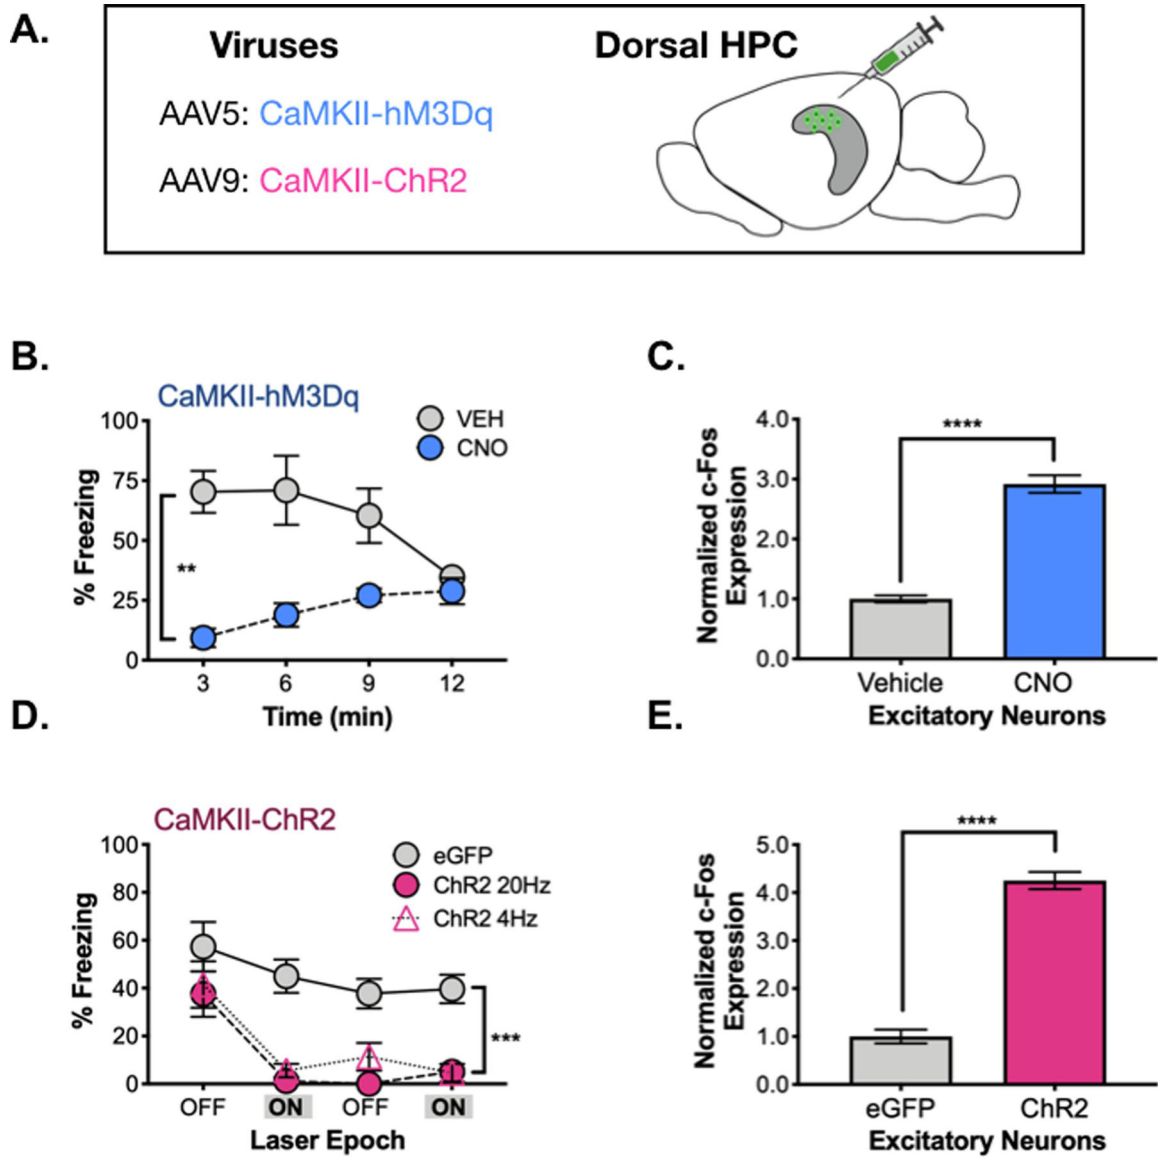 A.
Viruses
Dorsal HPC
AAV5: CaMKII-hM3Dq
AAV9: CaMKII-ChR2
B.
CaMKII-hM3Dq
VEH
CNO
% Freezing
100
75
50
25
0
**
3 6 9 12
Time (min)
C.
Normalized c-Fos
Expression
4.0
3.0
2.0
1.0
0.0
****
Vehicle CNO
Excitatory Neurons
D.
CaMKII-ChR2
eGFP
ChR2 20Hz
ChR2 4Hz
% Freezing
100
80
60
40
20
0
***
OFF ON OFF ON
Laser Epoch
E.
Normalized c-Fos
Expression
5.0
4.0
3.0
2.0
1.0
0.0
****
eGFP ChR2
Excitatory Neurons